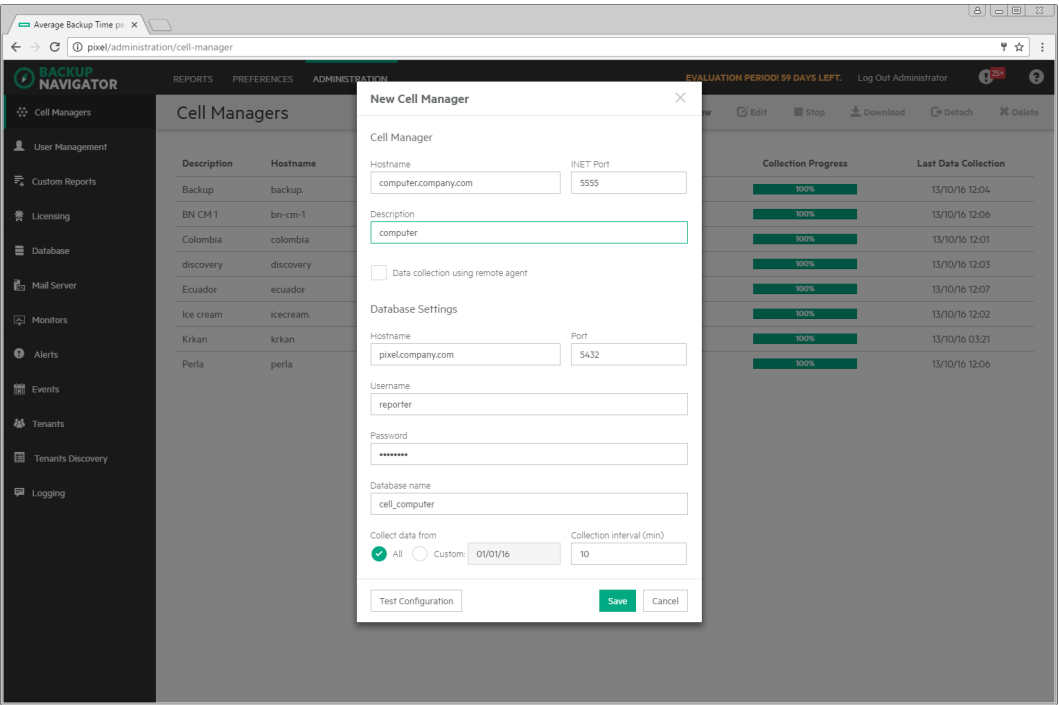 Average Backup Time pe
pixel/administration/cell-manager
BACKUP NAVIGATOR
REPORTS PREFERENCES ADMINISTRATION
EVALUATION PERIOD! 59 DAYS LEFT. Log Out Administrator 25+
Cell Managers
User Management
Custom Reports
Licensing
Database
Mail Server
Monitors
Alerts
Events
Tenants
Tenants Discovery
Logging
Cell Managers
Edit Stop Download Detach Delete
Description Hostname Collection Progress Last Data Collection
Backup backup. 100% 13/10/16 12:04
BN CM 1 bn-cm-1 100% 13/10/16 12:06
Colombia colombia 100% 13/10/16 12:01
discovery discovery 100% 13/10/16 12:03
Ecuador ecuador 100% 13/10/16 12:07
Ice cream icecream. 100% 13/10/16 12:02
Krkan krkan 100% 13/10/16 03:21
Perla perla 100% 13/10/16 12:06
New Cell Manager
Cell Manager
Hostname INET Port
computer.company.com 5555
Description
computer
Data collection using remote agent
Database Settings
Hostname Port
pixel.company.com 5432
Username
reporter
Password
••••••••
Database name
cell_computer
Collect data from Collection interval (min)
All Custom: 01/01/16 10
Test Configuration Save Cancel